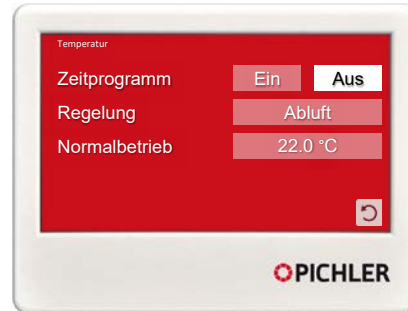 Temperatur
Zeitprogramm Ein Aus
Regelung Abluft
Normalbetrieb 22.0 °C
PICHLER